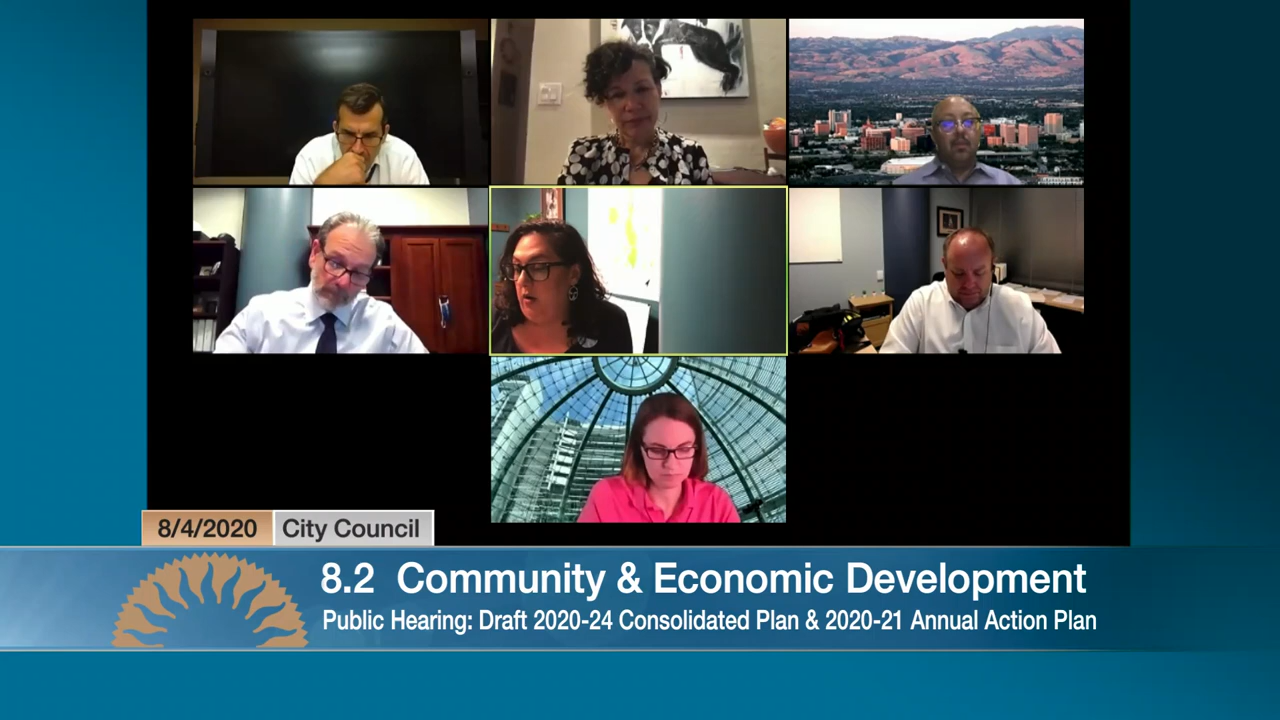 8/4/2020 City Council
8.2 Community & Economic Development
Public Hearing: Draft 2020-24 Consolidated Plan & 2020-21 Annual Action Plan